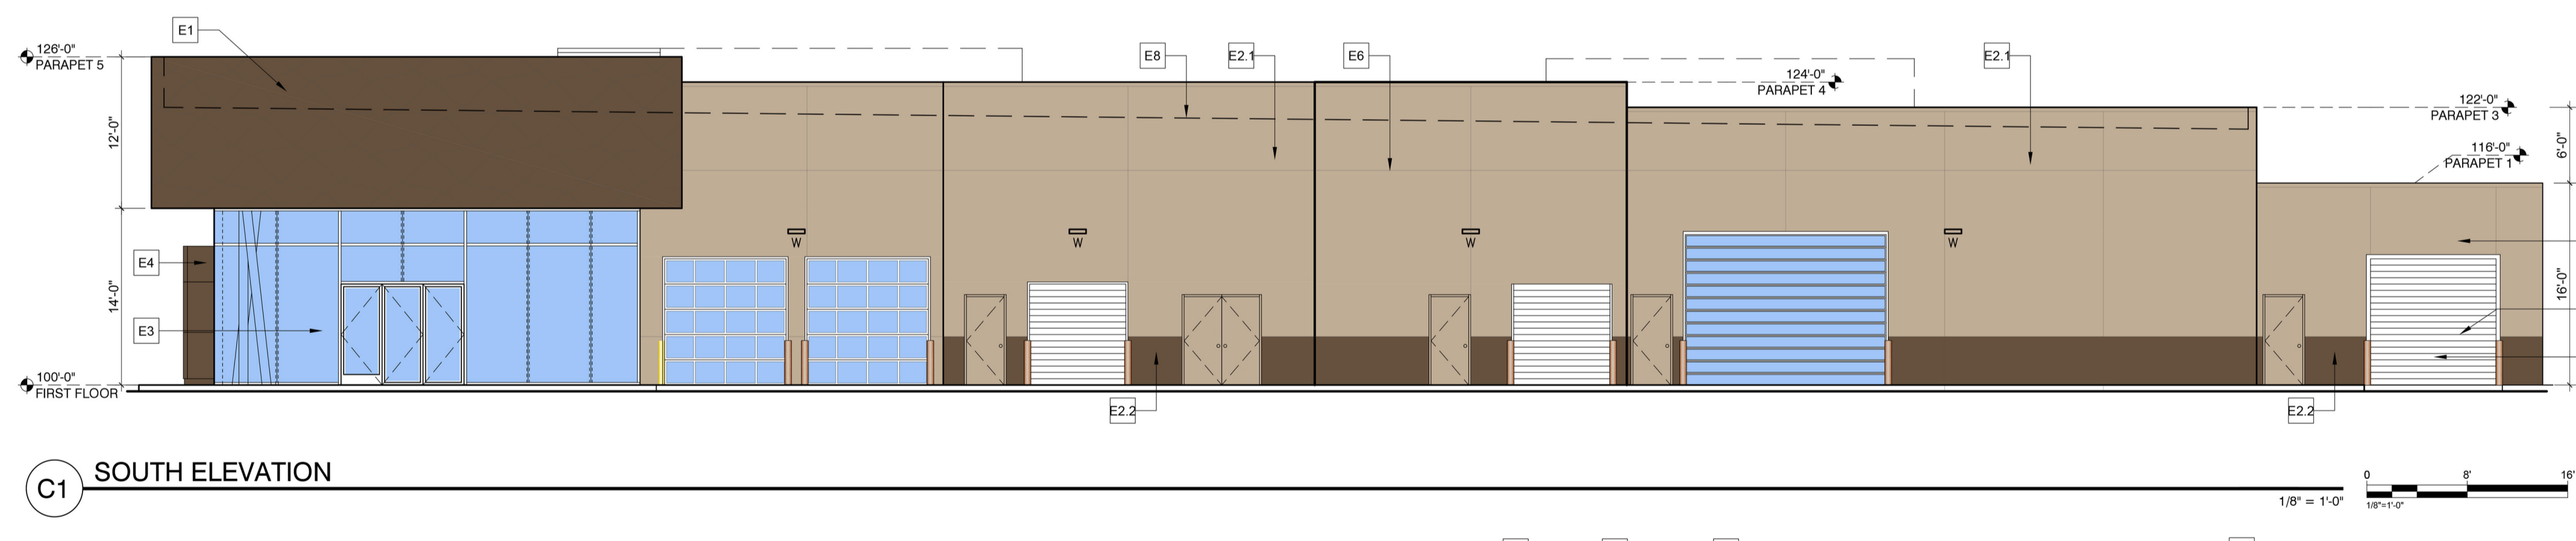 E1
126'-0"
PARAPET 5
E8
E2.1
E6
E2.1
124'-0"
PARAPET 4
122'-0"
PARAPET 3
116'-0"
PARAPET 1
12'-0"
6'-0"
W
W
W
W
E4
14'-0"
16'-0"
E3
100'-0"
FIRST FLOOR
E2.2
E2.2
C1
SOUTH ELEVATION
1/8" = 1'-0"
0 8' 16'
1/8"=1'-0"